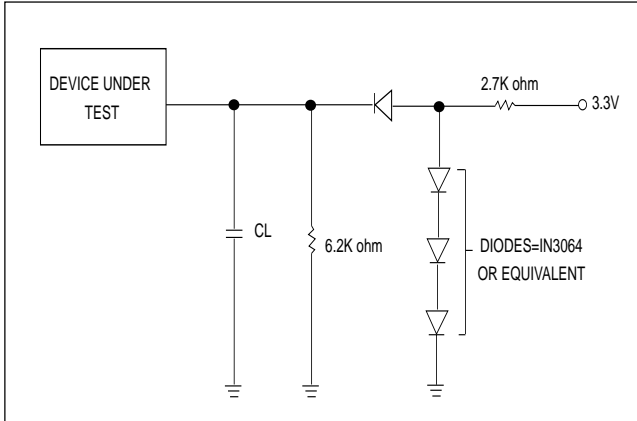 DEVICE UNDER
TEST
2.7K ohm
3.3V
CL
6.2K ohm
DIODES=IN3064
OR EQUIVALENT